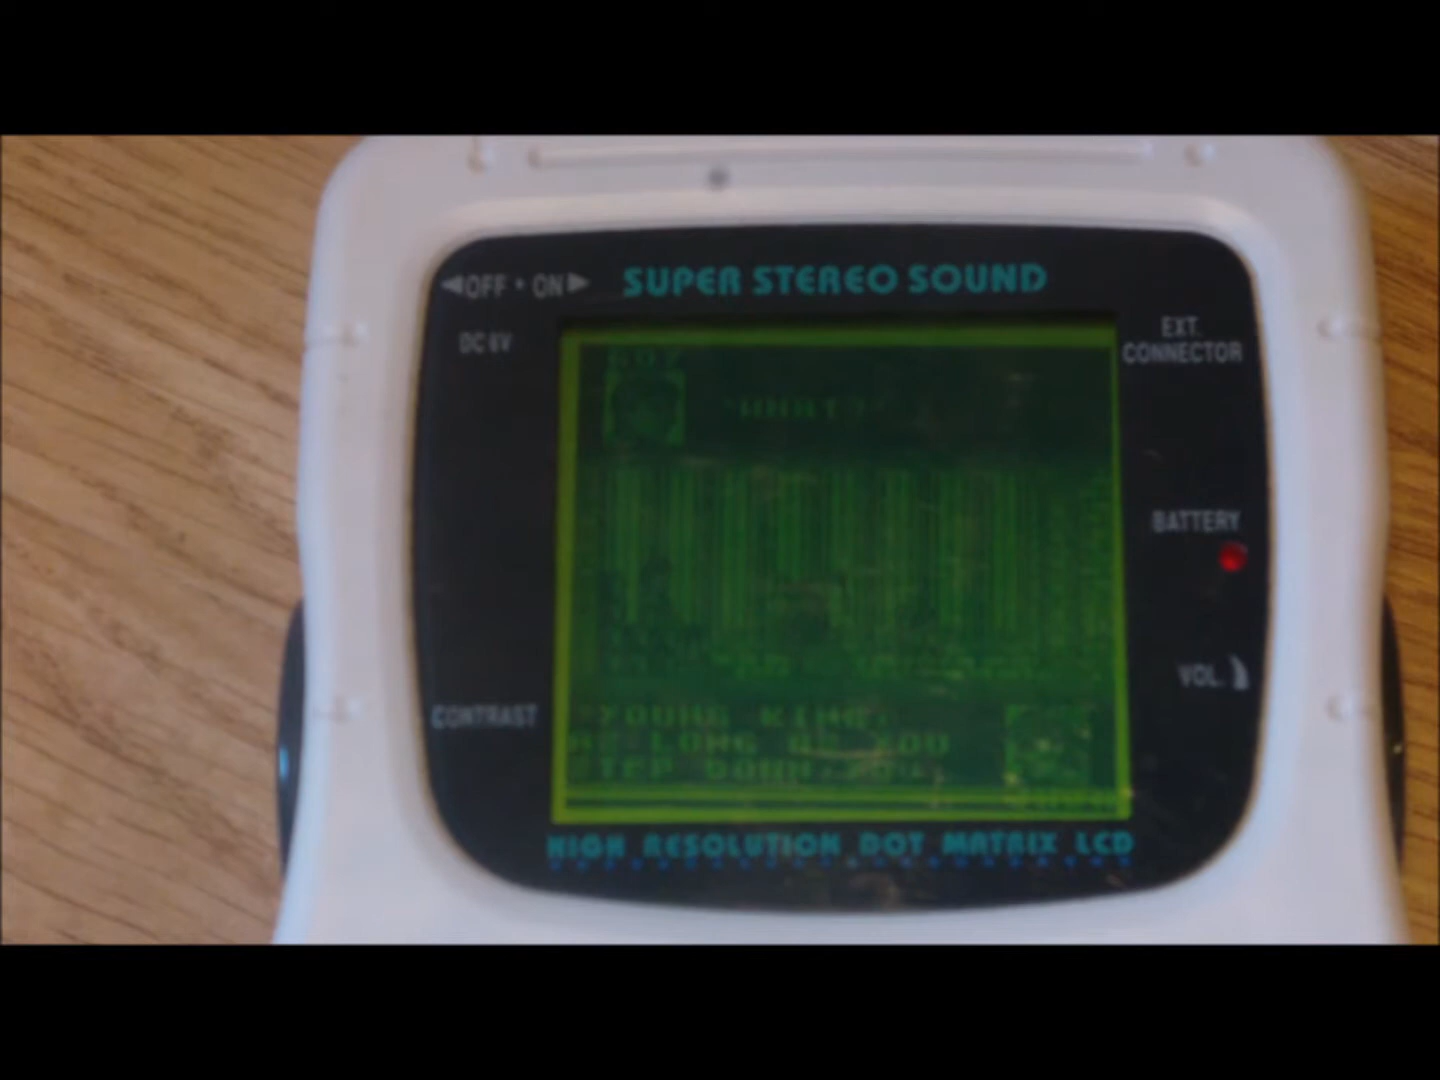 ◀OFF • ON▶ SUPER STEREO SOUND
DC 6V
EXT.
CONNECTOR
"WHAT?"
BATTERY
VOL.
CONTRAST
YOUNG KING,
AS LONG AS YOU
STEP DOWN,
HIGH RESOLUTION DOT MATRIX LCD